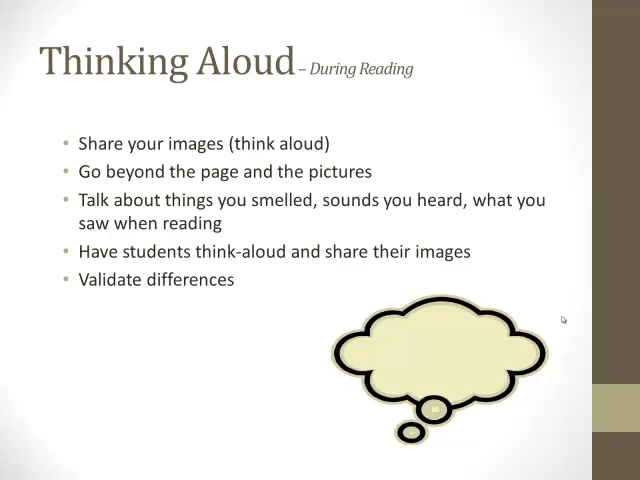 Thinking Aloud – During Reading
• Share your images (think aloud)
• Go beyond the page and the pictures
• Talk about things you smelled, sounds you heard, what you
saw when reading
• Have students think-aloud and share their images
• Validate differences